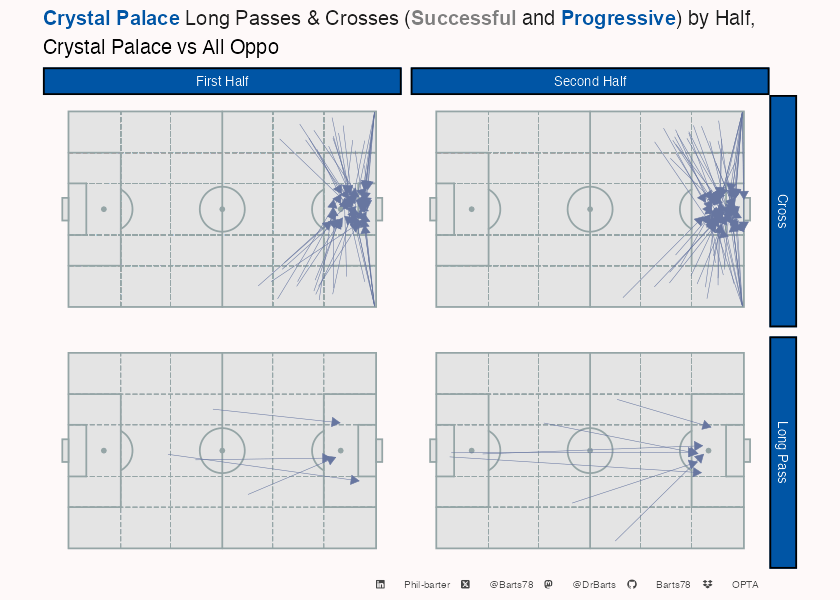 Crystal Palace Long Passes & Crosses (Successful and Progressive) by Half,
Crystal Palace vs All Oppo
First Half
Second Half
Cross
Long Pass
Phil-barter @Barts78 @DrBarts Barts78 OPTA